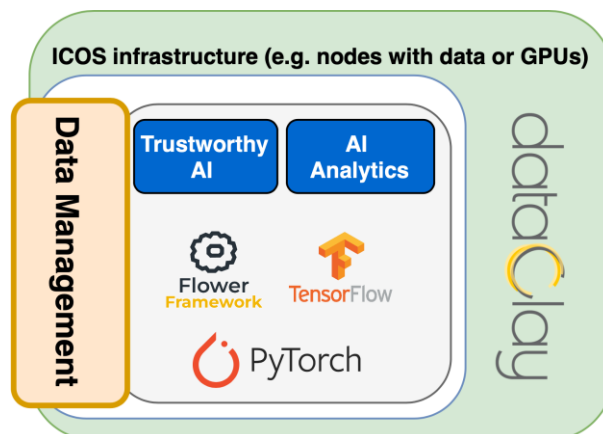 ICOS infrastructure (e.g. nodes with data or GPUs)
Data Management
Trustworthy
AI
AI
Analytics
Flower
Framework
TensorFlow
PyTorch
dataClay